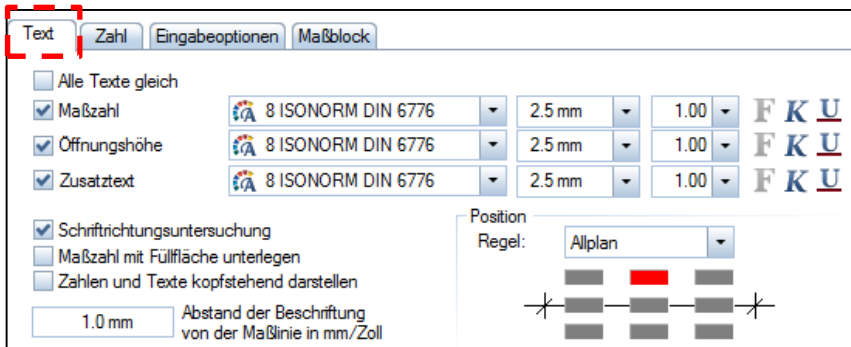 Text Zahl Eingabeoptionen Maßblock
Alle Texte gleich
Maßzahl 8 ISONORM DIN 6776 2.5 mm 1.00 F K U
Öffnungshöhe 8 ISONORM DIN 6776 2.5 mm 1.00 F K U
Zusatztext 8 ISONORM DIN 6776 2.5 mm 1.00 F K U
Position
Schriftrichtungsuntersuchung
Regel: Allplan
Maßzahl mit Füllfläche unterlegen
Zahlen und Texte kopfstehend darstellen
1.0 mm Abstand der Beschriftung
von der Maßlinie in mm/Zoll